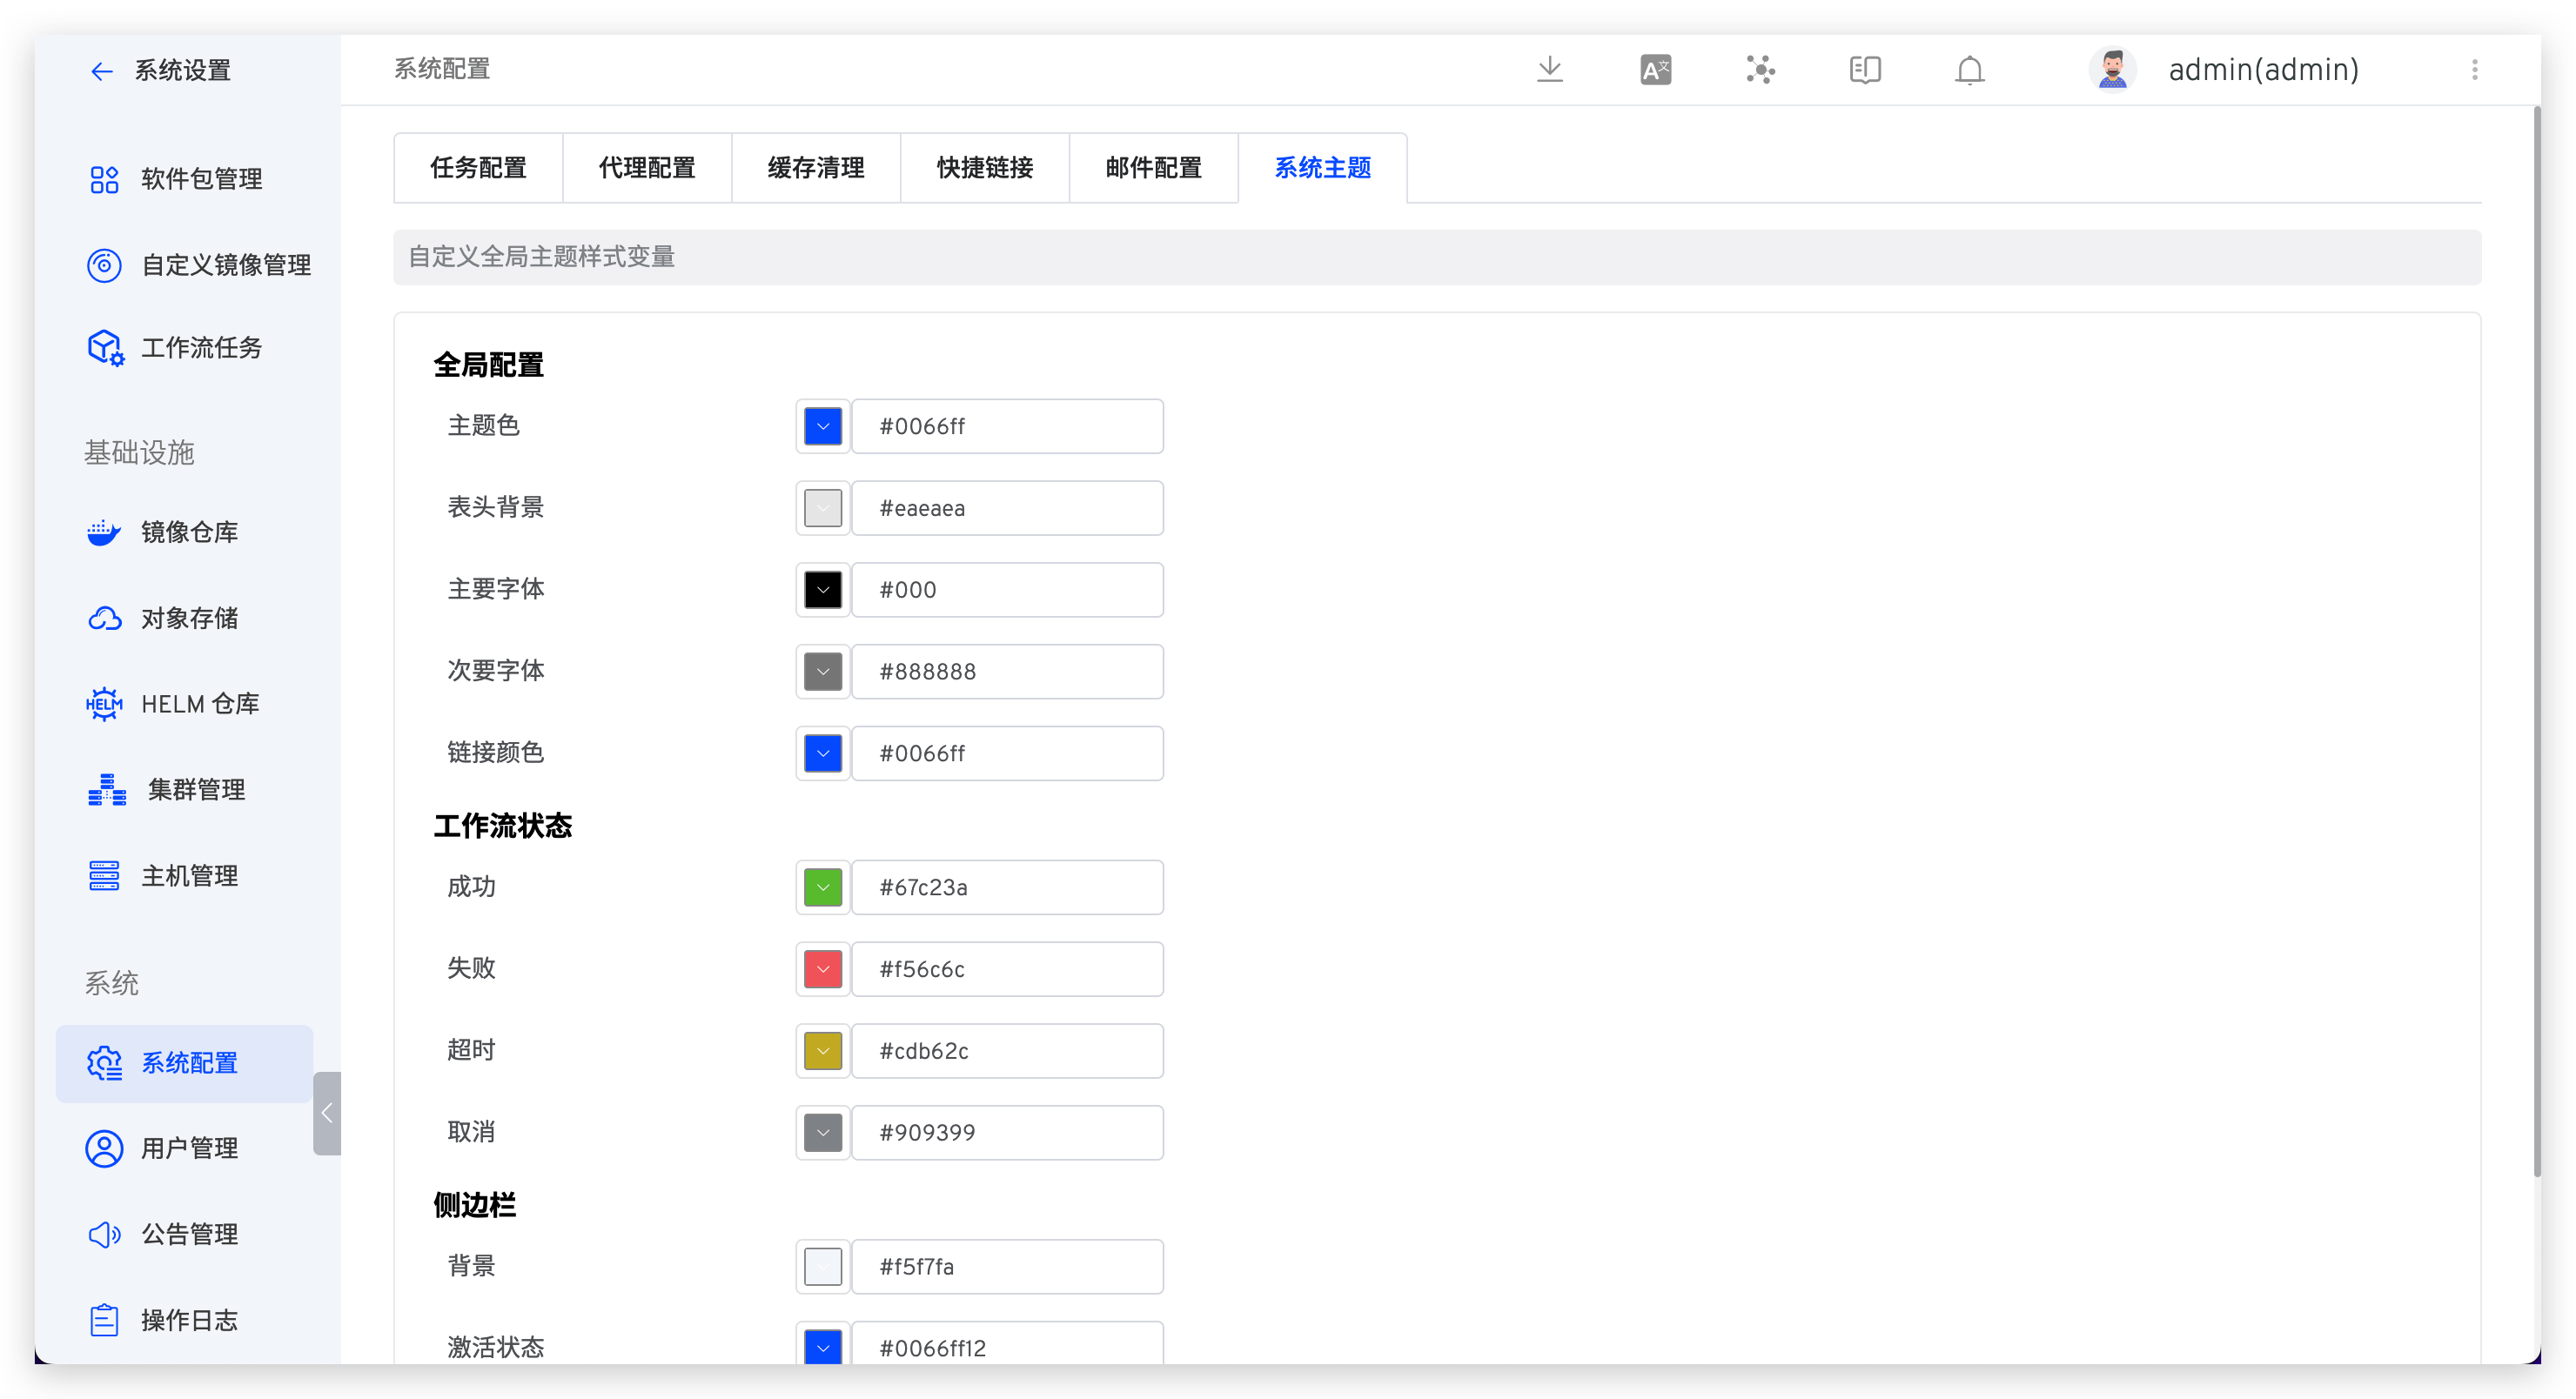 系统设置
系统配置
admin(admin)
软件包管理
自定义镜像管理
工作流任务
基础设施
镜像仓库
对象存储
HELM
HELM 仓库
集群管理
主机管理
系统
系统配置
用户管理
公告管理
操作日志
任务配置
代理配置
缓存清理
快捷链接
邮件配置
系统主题
自定义全局主题样式变量
全局配置
主题色
#0066ff
表头背景
#eaeaea
主要字体
#000
次要字体
#888888
链接颜色
#0066ff
工作流状态
成功
#67c23a
失败
#f56c6c
超时
#cdb62c
取消
#909399
侧边栏
背景
#f5f7fa
激活状态
#0066ff12